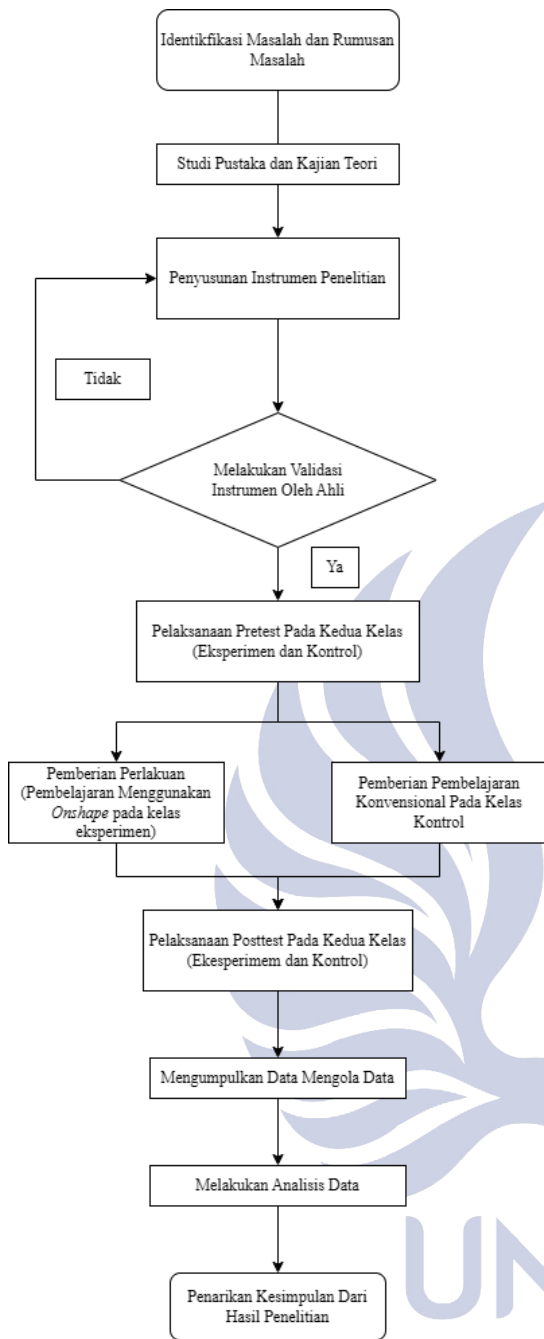 Identikfikasi Masalah dan Rumusan
Masalah
Studi Pustaka dan Kajian Teori
Penyusunan Instrumen Penelitian
Tidak
Melakukan Validasi
Instrumen Oleh Ahli
Ya
Pelaksanaan Pretest Pada Kedua Kelas
(Eksperimen dan Kontrol)
Pemberian Perlakuan
(Pembelajaran Menggunakan
Onshape pada kelas
eksperimen)
Pemberian Pembelajaran
Konvensional Pada Kelas
Kontrol
Pelaksanaan Posttest Pada Kedua Kelas
(Ekesperimem dan Kontrol)
Mengumpulkan Data Mengola Data
Melakukan Analisis Data
UN
Penarikan Kesimpulan Dari
Hasil Penelitian